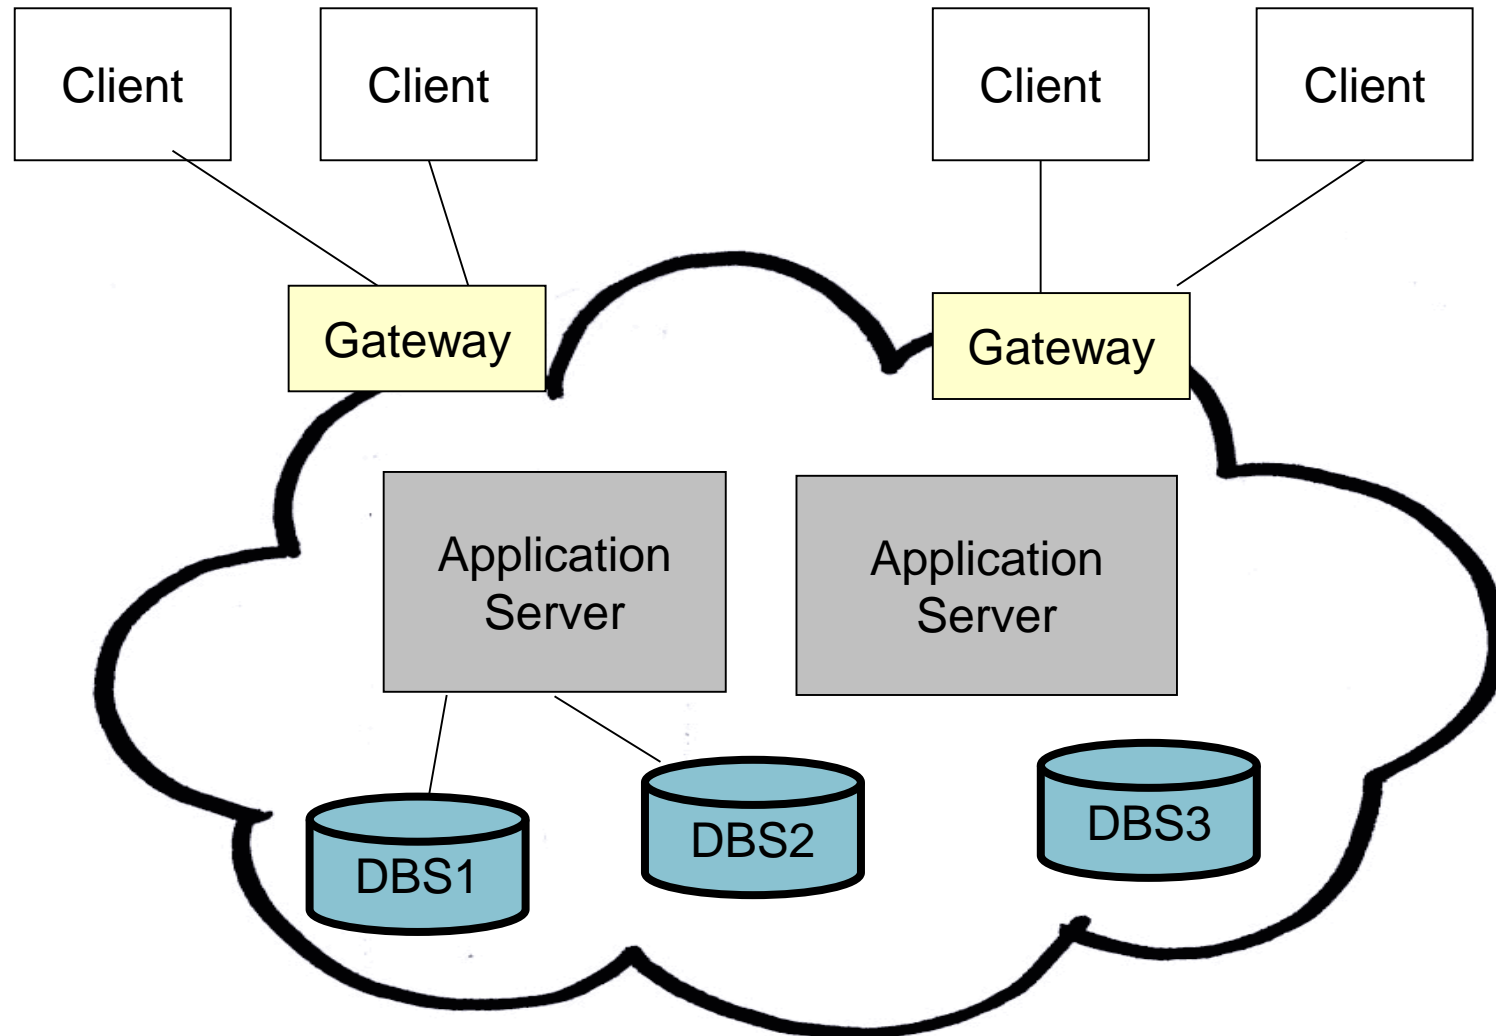 Client
Client
Client
Client
Gateway
Gateway
Application
Server
Application
Server
DBS1
DBS2
DBS3